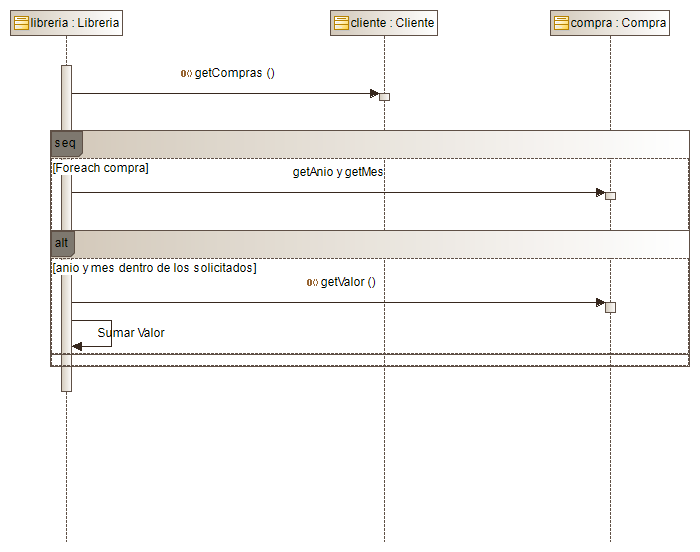 libreria : Libreria
cliente : Cliente
compra : Compra
getCompras ()
seq
[Foreach compra]
getAnio y getMes
alt
[anio y mes dentro de los solicitados]
getValor ()
Sumar Valor